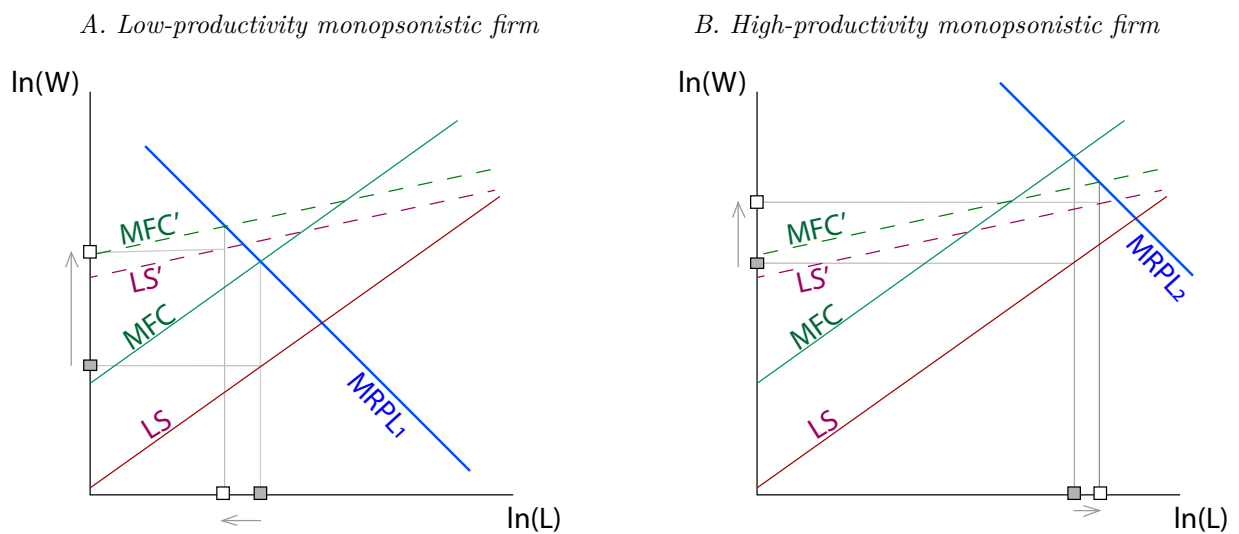 A. Low-productivity monopsonistic firm
ln(W)
MFC′
LS′
MFC
LS
MRPL₁
ln(L)
B. High-productivity monopsonistic firm
ln(W)
MFC′
LS′
MFC
LS
MRPL₂
ln(L)